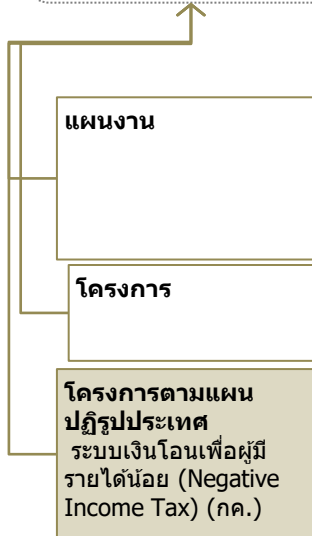 แผนงาน
โครงการ
โครงการตามแผน
ปฏิรูปประเทศ
ระบบเงินโอนเพื่อผู้มี
รายได้น้อย (Negative
Income Tax) (กค.)